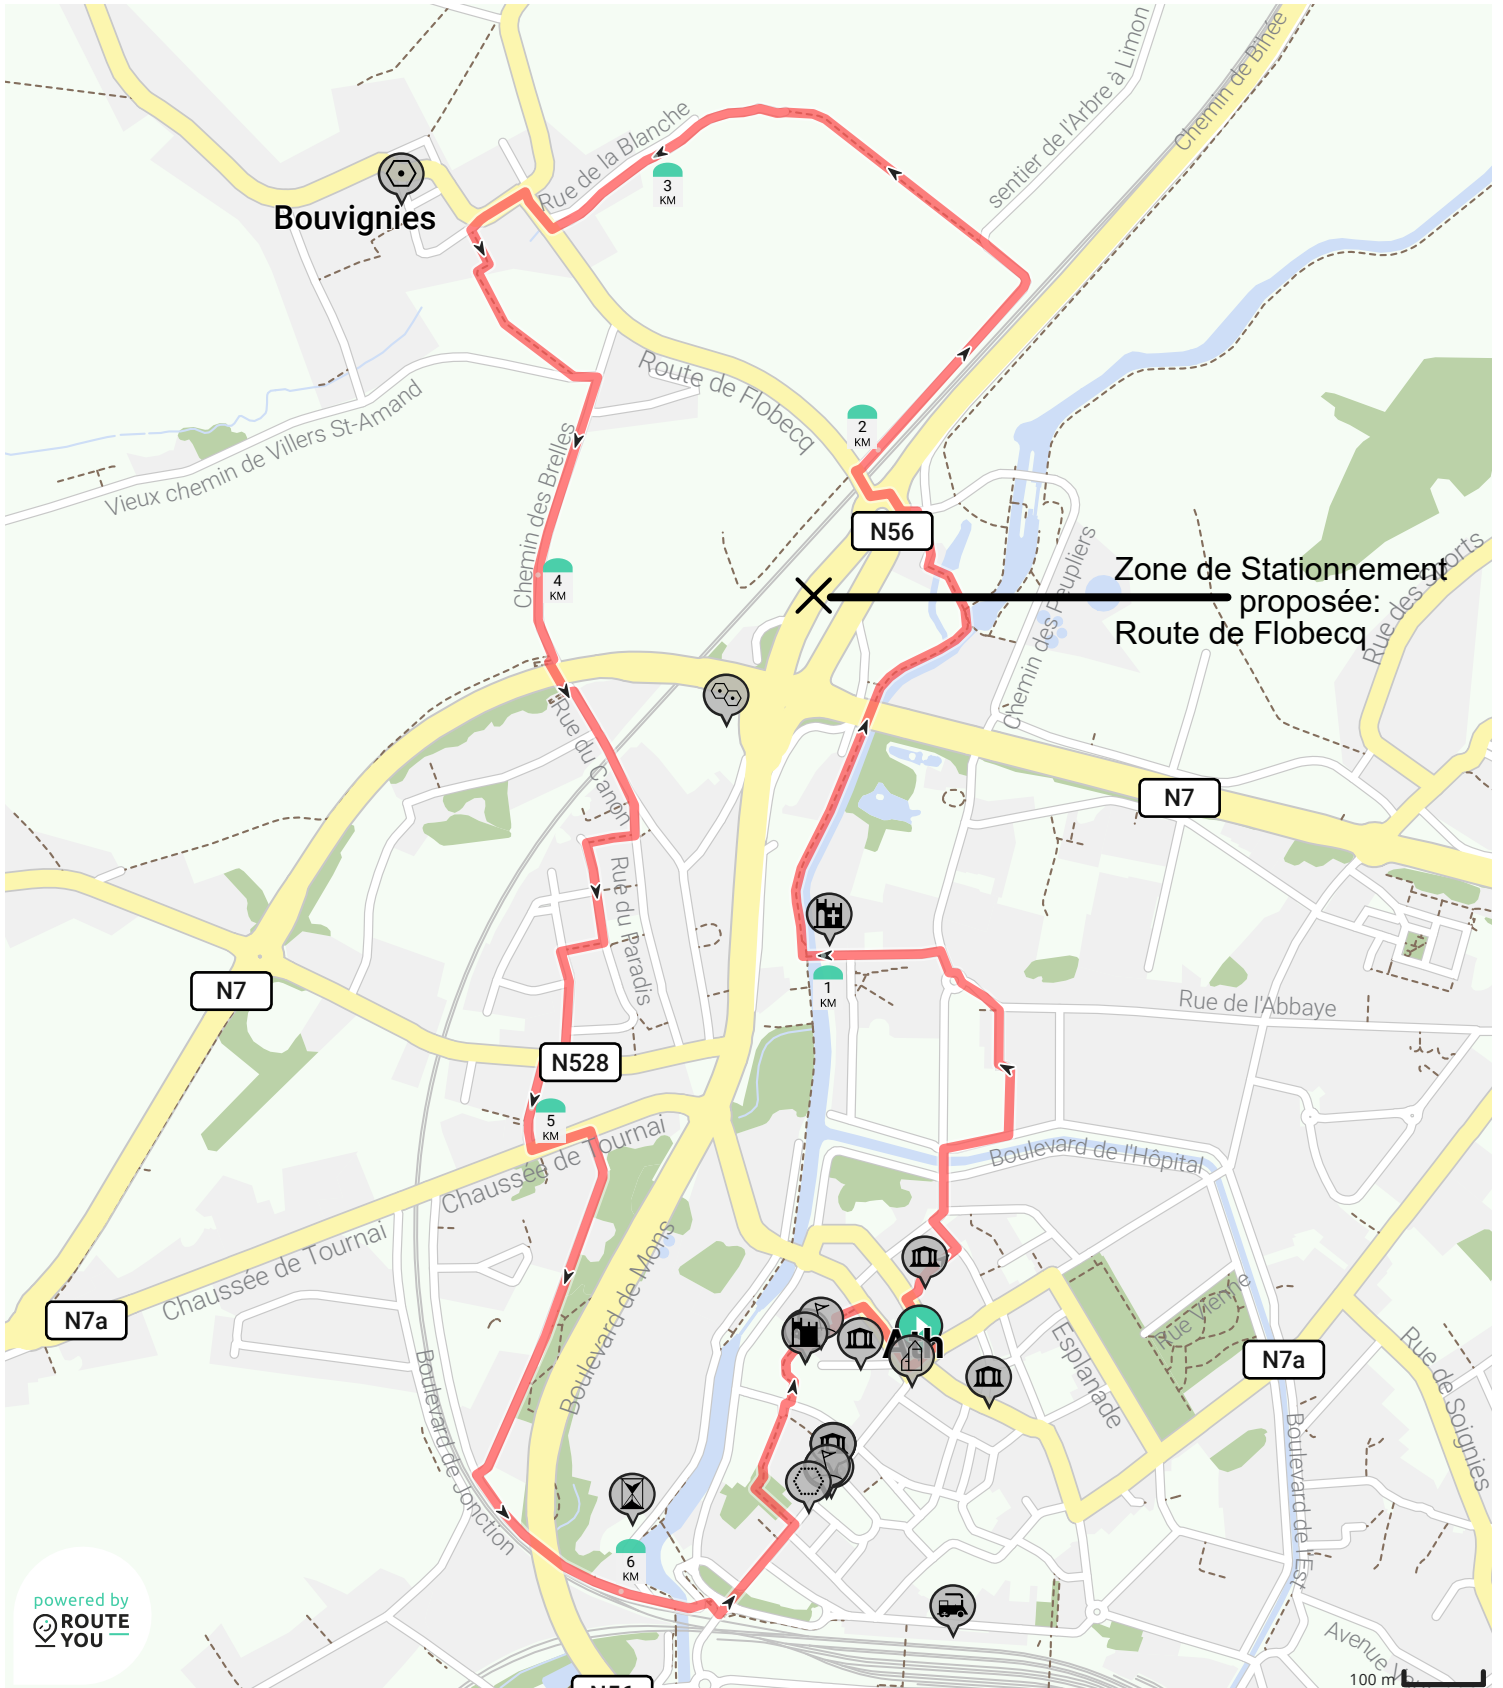 Chemin de Bihée
sentier de l'Arbre à Limon
Rue de la Blanche
3
KM
Bouvignies
Route de Flobecq
2
KM
Vieux chemin de Villers St-Amand
Chemin des Brelles
N56
Zone de Stationnement
proposée:
Route de Flobecq
Chemin des Peupliers
Rue des Sports
4
KM
Rue du Canon
N7
Rue du Paradis
N7
1
KM
Rue de l'Abbaye
N528
5
KM
Chaussée de Tournai
Boulevard de l'Hôpital
Chaussée de Tournai
Boulevard de Mons
N7a
Rue Vienne
Ath
Esplanade
N7a
Rue de Soignies
Boulevard de Jonction
Boulevard de l'Est
6
KM
powered by
ROUTE
YOU
Avenue
100 m
N56